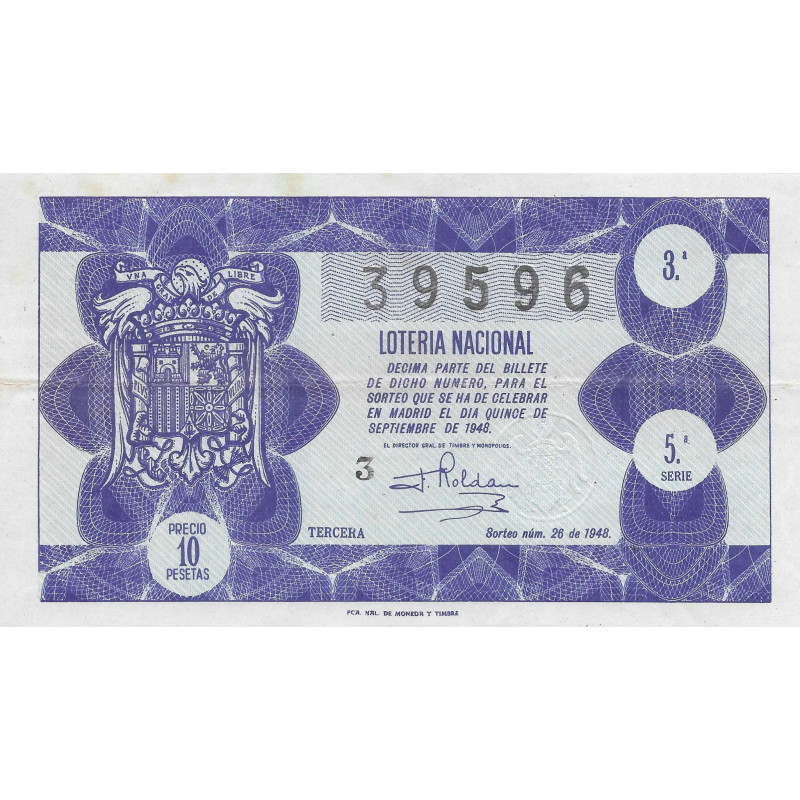 VNA LIBRE
39596
3.ª
LOTERIA NACIONAL
DECIMA PARTE DEL BILLETE
DE DICHO NUMERO, PARA EL
SORTEO QUE SE HA DE CELEBRAR
EN MADRID EL DIA QUINCE DE
SEPTIEMBRE DE 1948.
EL DIRECTOR GRAL. DE TIMBRE Y MONOPOLIOS.
5.ª
SERIE
3
F. Roldan
PRECIO
10
PESETAS
TERCERA
Sorteo núm. 26 de 1948.
FCA. NAL. DE MONEDA Y TIMBRE